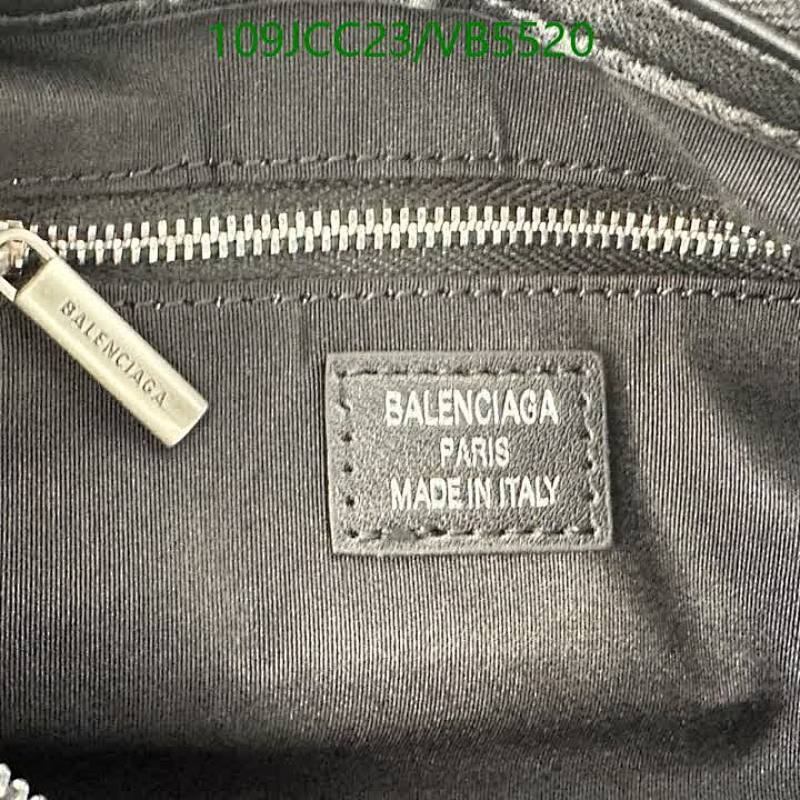 109JCC23/VB5520
BALENCIAGA
BALENCIAGA
PARIS
MADE IN ITALY